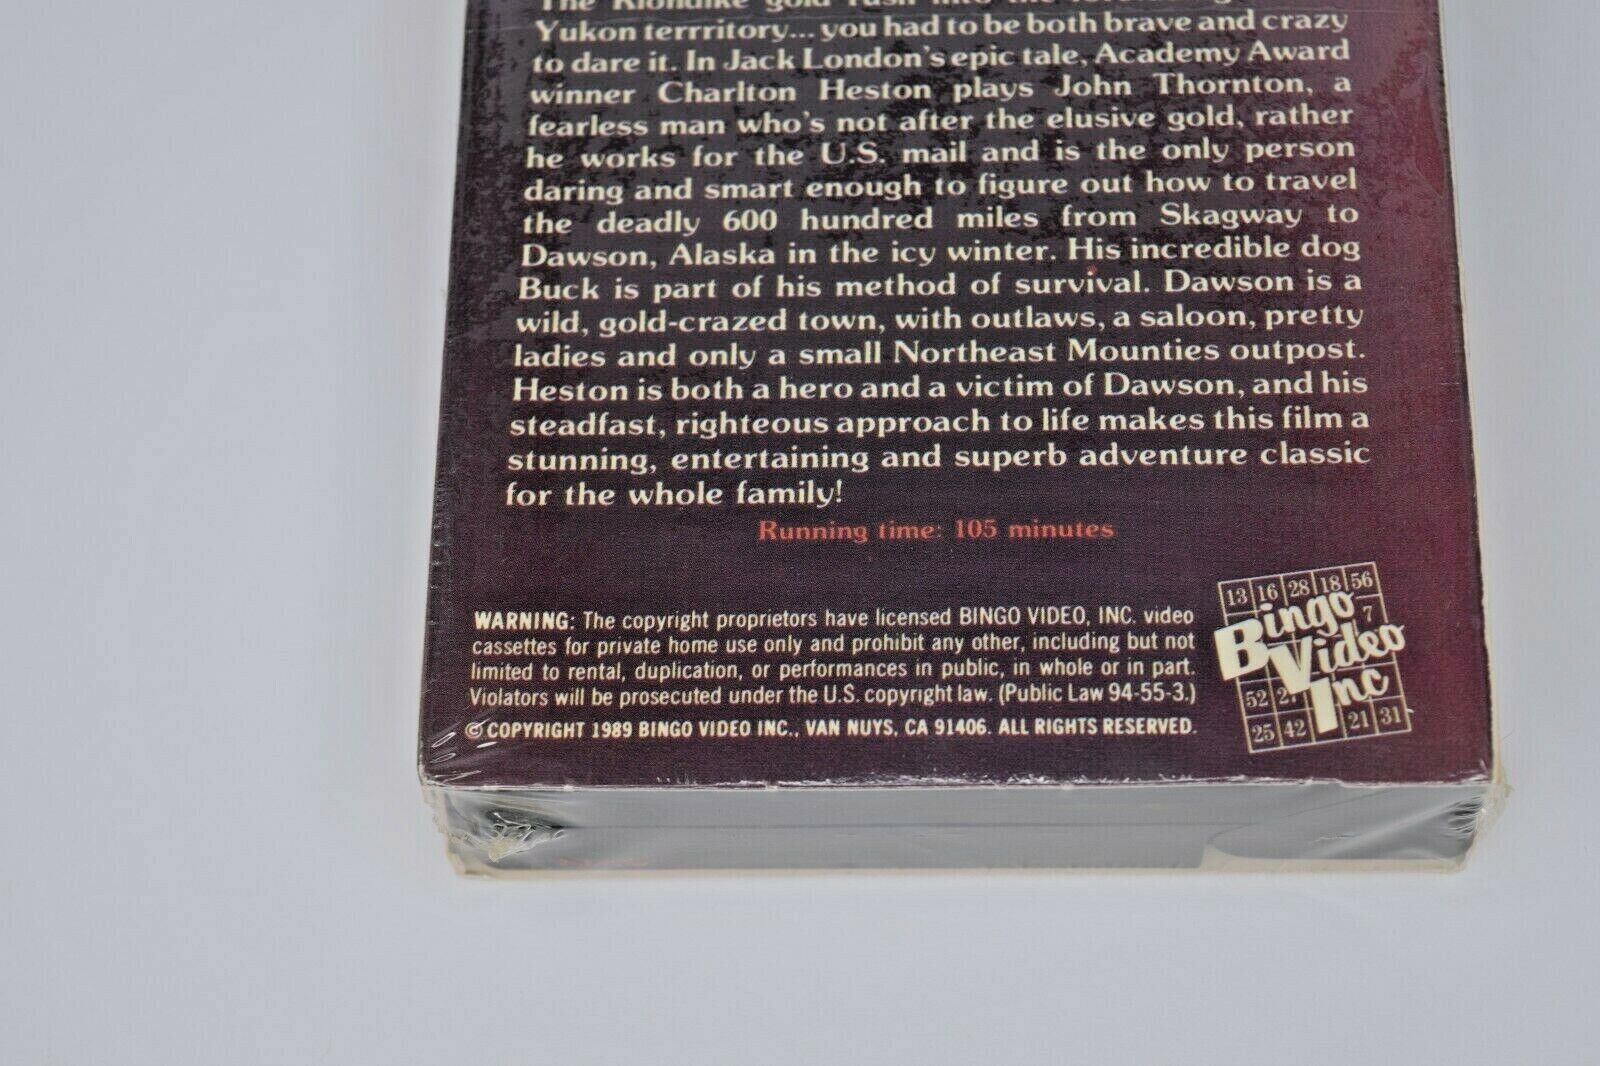 The Klondike gold rush into the
Yukon terrritory... you had to be both brave and crazy
to dare it. In Jack London's epic tale, Academy Award
winner Charlton Heston plays John Thornton, a
fearless man who's not after the elusive gold, rather
he works for the U.S. mail and is the only person
daring and smart enough to figure out how to travel
the deadly 600 hundred miles from Skagway to
Dawson, Alaska in the icy winter. His incredible dog
Buck is part of his method of survival. Dawson is a
wild, gold-crazed town, with outlaws, a saloon, pretty
ladies and only a small Northeast Mounties outpost.
Heston is both a hero and a victim of Dawson, and his
steadfast, righteous approach to life makes this film a
stunning, entertaining and superb adventure classic
for the whole family!
Running time: 105 minutes
WARNING: The copyright proprietors have licensed BINGO VIDEO, INC. video
cassettes for private home use only and prohibit any other, including but not
limited to rental, duplication, or performances in public, in whole or in part.
Violators will be prosecuted under the U.S. copyright law. (Public Law 94-55-3.)
© COPYRIGHT 1989 BINGO VIDEO INC., VAN NUYS, CA 91406. ALL RIGHTS RESERVED.
13 16 28 18 56
7
Bingo
Video
Inc
52 27
25 42 21 31